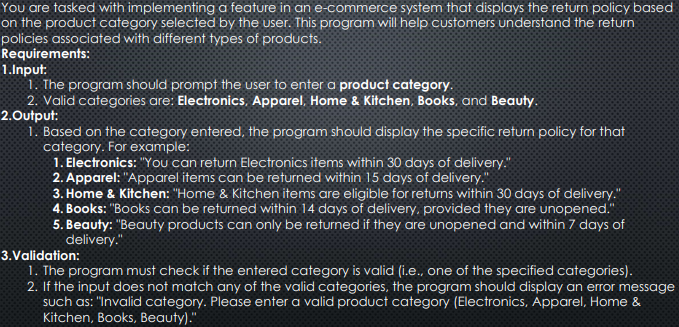 You are tasked with implementing a feature in an e-commerce system that displays the return policy based
on the product category selected by the user. This program will help customers understand the return
policies associated with different types of products.
Requirements:
1.Input:
1. The program should prompt the user to enter a product category.
2. Valid categories are: Electronics, Apparel, Home & Kitchen, Books, and Beauty.
2.Output:
1. Based on the category entered, the program should display the specific return policy for that
category. For example:
1. Electronics: "You can return Electronics items within 30 days of delivery."
2. Apparel: "Apparel items can be returned within 15 days of delivery."
3. Home & Kitchen: "Home & Kitchen items are eligible for returns within 30 days of delivery."
4. Books: "Books can be returned within 14 days of delivery, provided they are unopened."
5. Beauty: "Beauty products can only be returned if they are unopened and within 7 days of
delivery."
3.Validation:
1. The program must check if the entered category is valid (i.e., one of the specified categories).
2. If the input does not match any of the valid categories, the program should display an error message
such as: "Invalid category. Please enter a valid product category (Electronics, Apparel, Home &
Kitchen, Books, Beauty)."